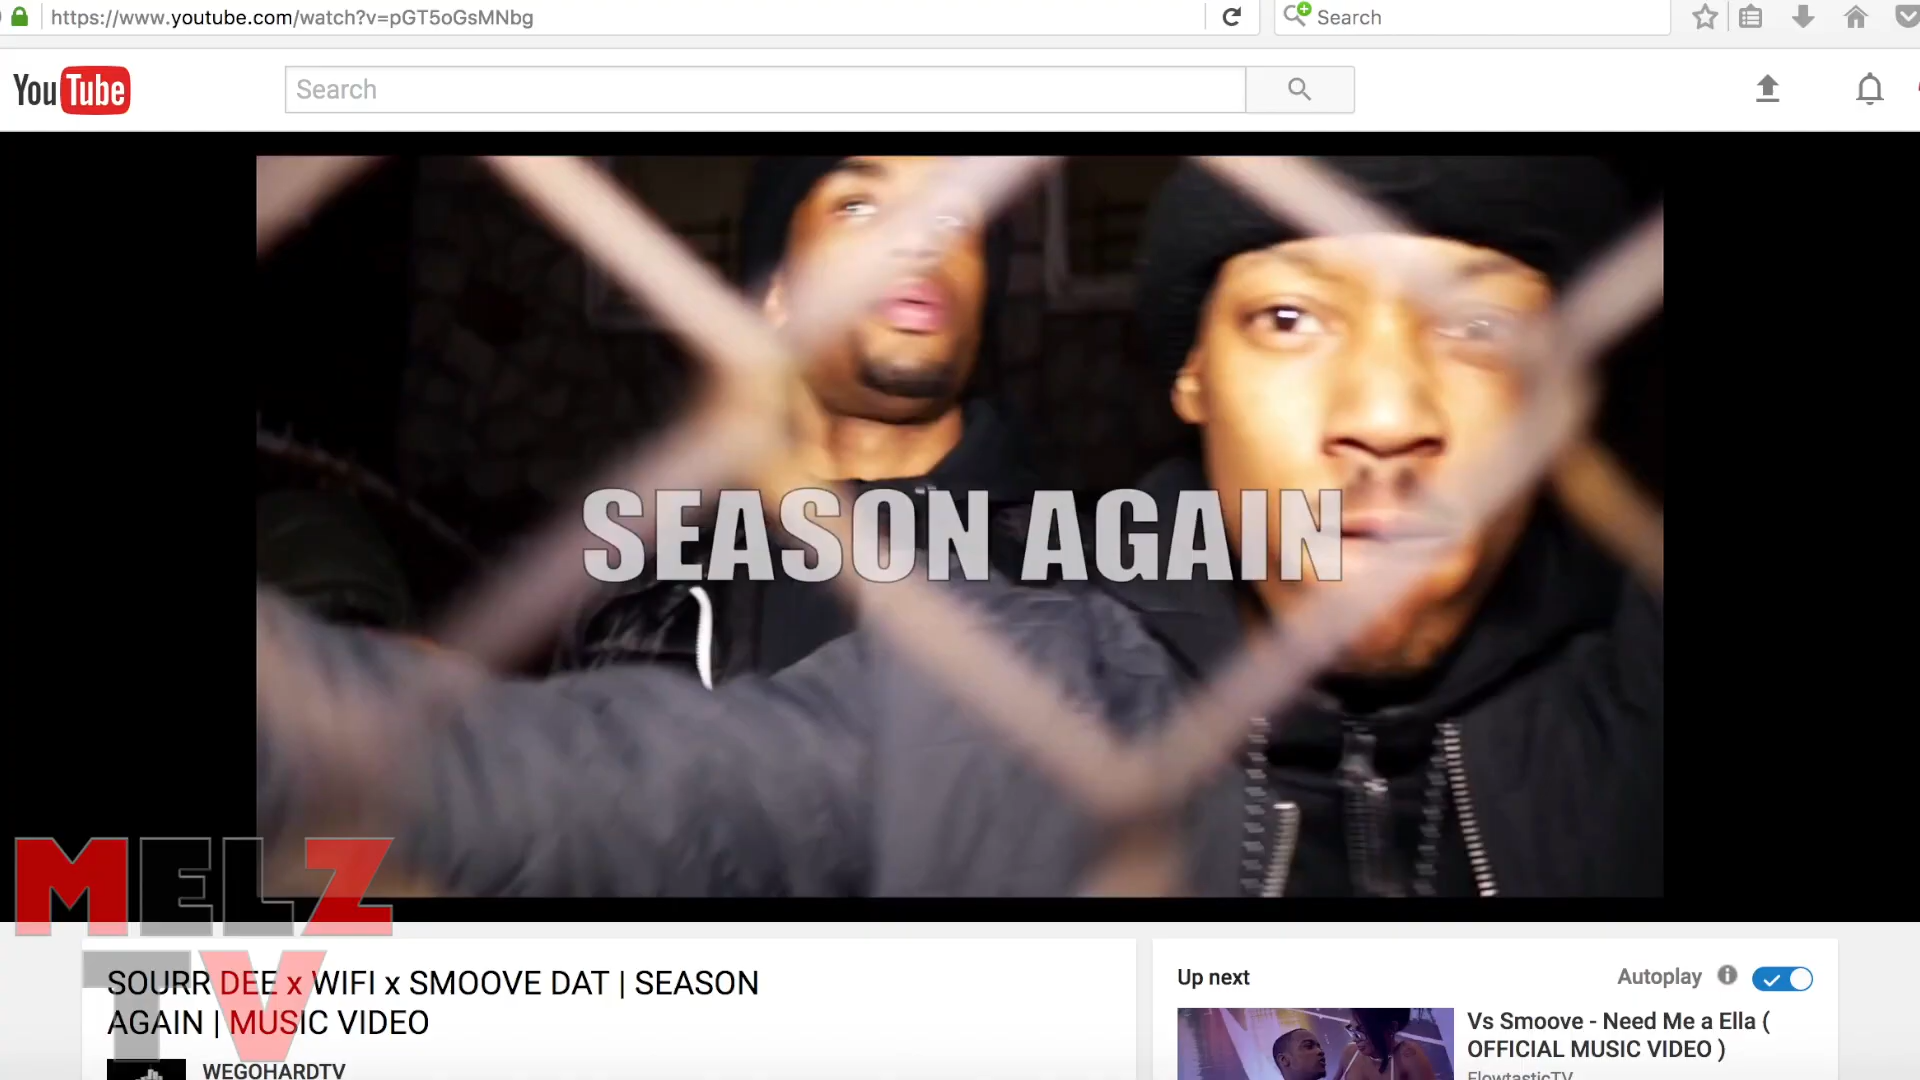 https://www.youtube.com/watch?v=pGT5oGsMNbg
Search
YouTube
Search
SEASON AGAIN
MELZ
TV
SOURR DEE x WIFI x SMOOVE DAT | SEASON
AGAIN | MUSIC VIDEO
WEGOHARDTV
Up next
Autoplay
Vs Smoove - Need Me a Ella (
OFFICIAL MUSIC VIDEO )
FlowtasticTV